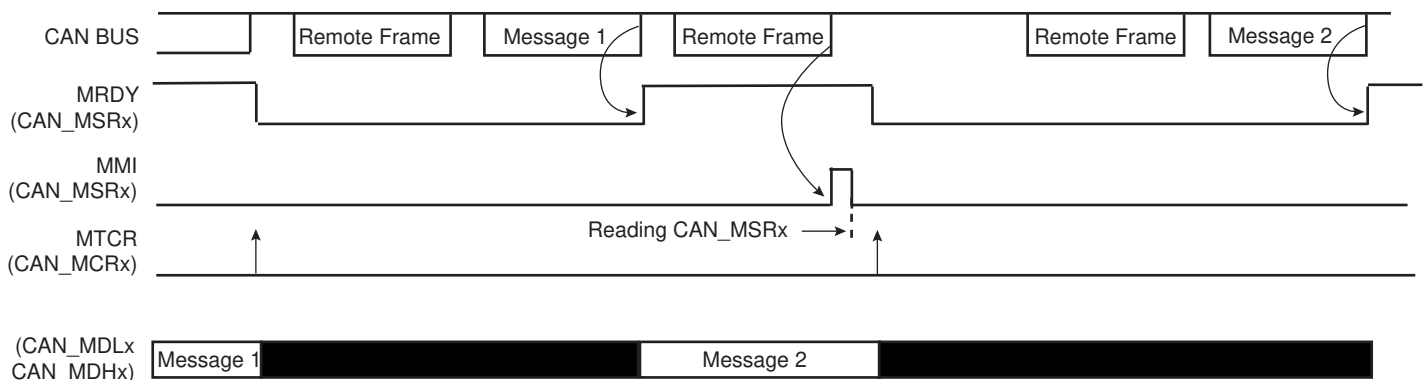 CAN BUS
Remote Frame
Message 1
Remote Frame
Remote Frame
Message 2
MRDY
(CAN_MSRx)
MMI
(CAN_MSRx)
Reading CAN_MSRx
MTCR
(CAN_MCRx)
(CAN_MDLx
CAN_MDHx)
Message 1
Message 2